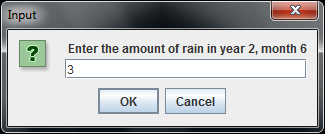 Input
Enter the amount of rain in year 2, month 6
3
OK
Cancel